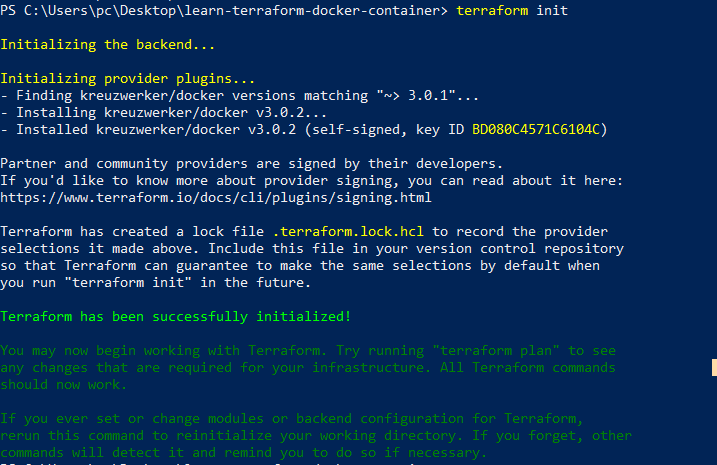 PS C:\Users\pc\Desktop\learn-terraform-docker-container> terraform init
Initializing the backend...
Initializing provider plugins...
- Finding kreuzwerker/docker versions matching "~> 3.0.1"...
- Installing kreuzwerker/docker v3.0.2...
- Installed kreuzwerker/docker v3.0.2 (self-signed, key ID BD080C4571C6104C)
Partner and community providers are signed by their developers.
If you'd like to know more about provider signing, you can read about it here:
https://www.terraform.io/docs/cli/plugins/signing.html
Terraform has created a lock file .terraform.lock.hcl to record the provider
selections it made above. Include this file in your version control repository
so that Terraform can guarantee to make the same selections by default when
you run "terraform init" in the future.
Terraform has been successfully initialized!
You may now begin working with Terraform. Try running "terraform plan" to see
any changes that are required for your infrastructure. All Terraform commands
should now work.
If you ever set or change modules or backend configuration for Terraform,
rerun this command to reinitialize your working directory. If you forget, other
commands will detect it and remind you to do so if necessary.